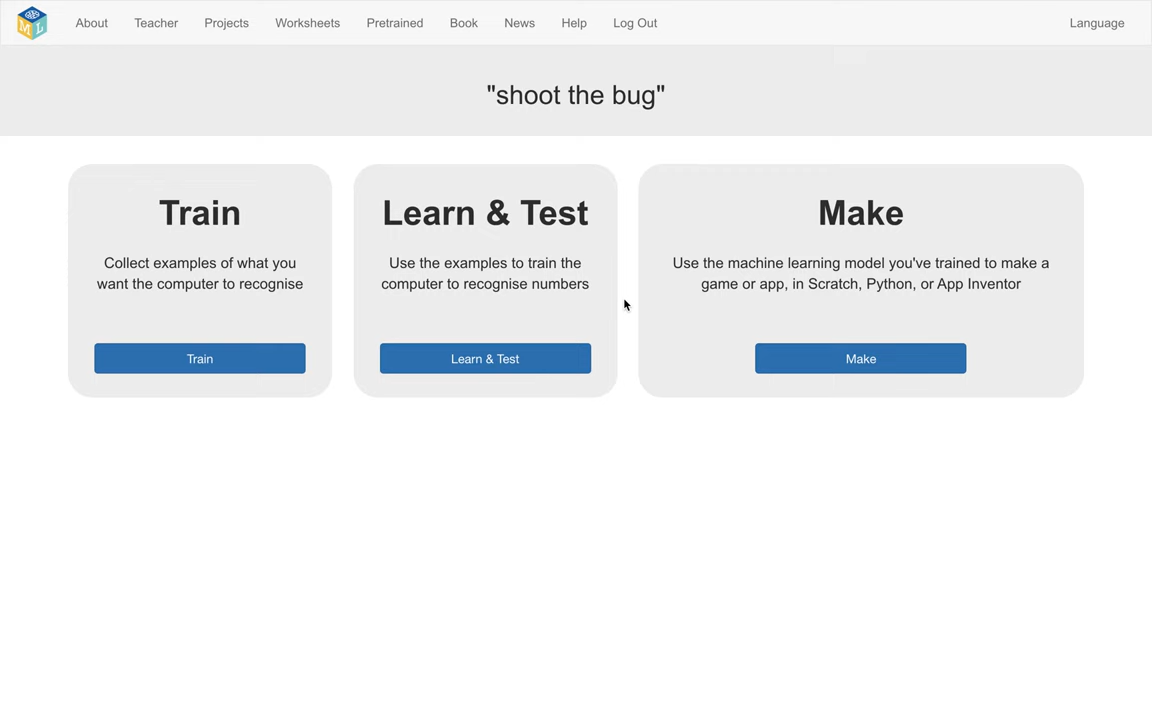 About Teacher Projects Worksheets Pretrained Book News Help Log Out Language
"shoot the bug"
Train
Collect examples of what you
want the computer to recognise
Train
Learn & Test
Use the examples to train the
computer to recognise numbers
Learn & Test
Make
Use the machine learning model you've trained to make a
game or app, in Scratch, Python, or App Inventor
Make